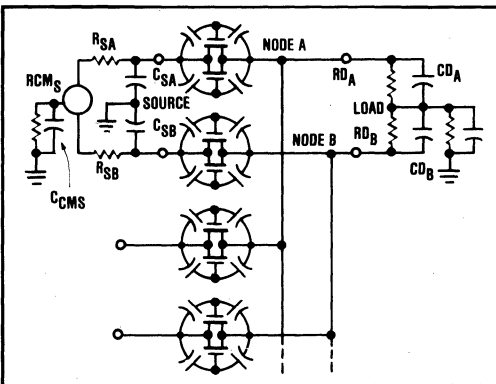 RSA
NODE A
RCMS
CSA
RDA
CDA
SOURCE
LOAD
CSB
NODE B
RDB
RSB
CDB
CCMS